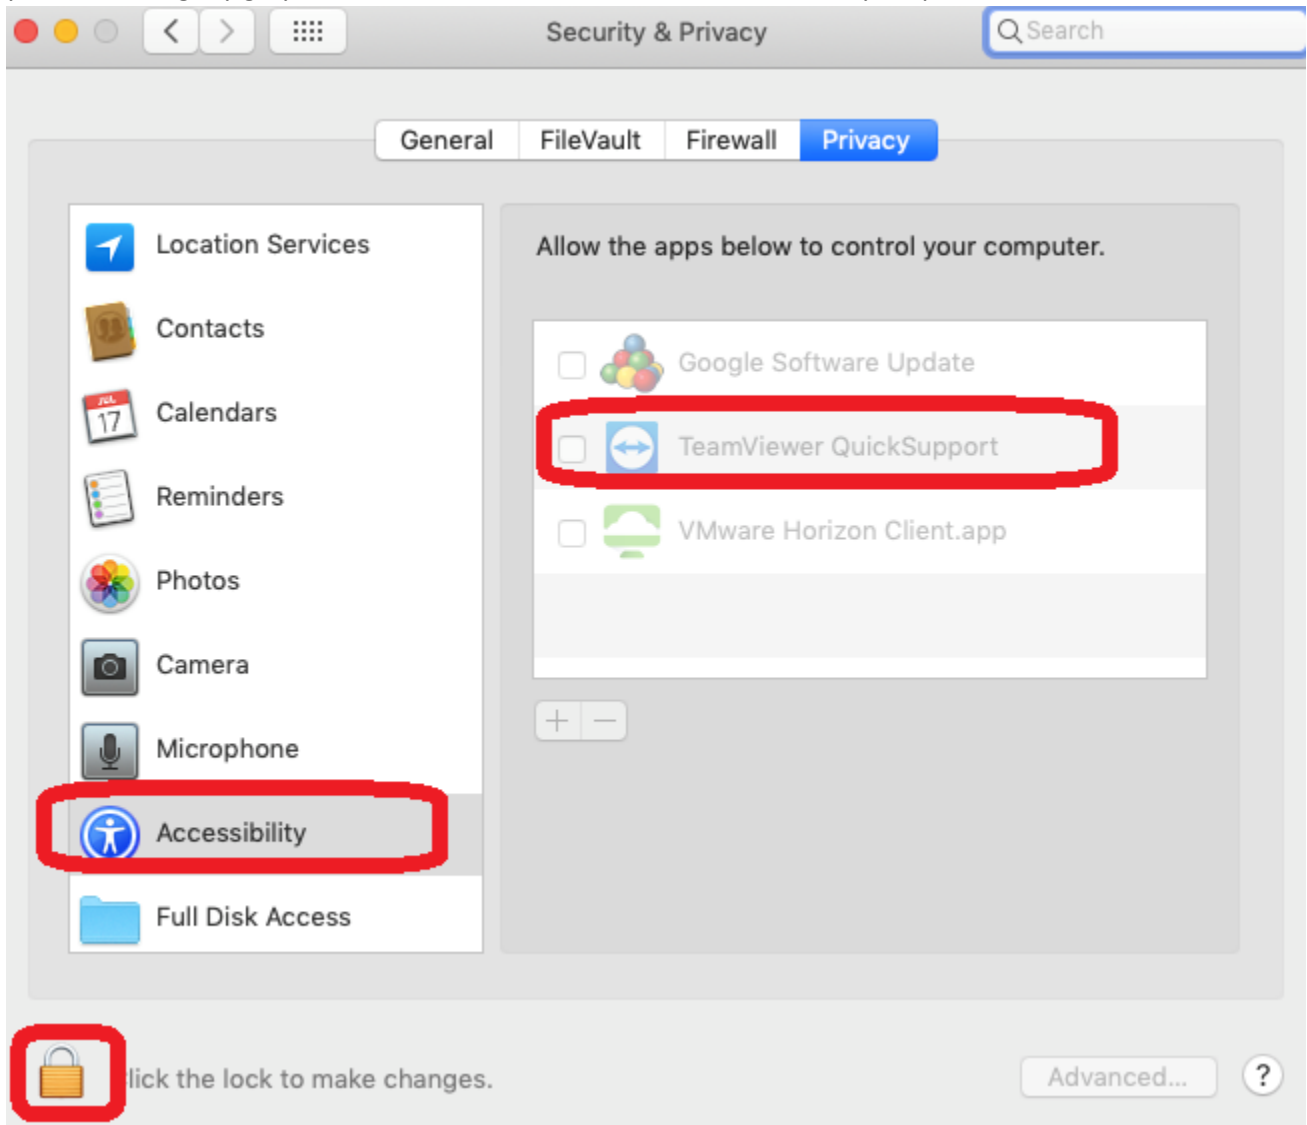 Security & Privacy
Search
General FileVault Firewall Privacy
Location Services
Contacts
JUL
17
Calendars
Reminders
Photos
Camera
Microphone
Accessibility
Full Disk Access
Allow the apps below to control your computer.
Google Software Update
TeamViewer QuickSupport
VMware Horizon Client.app
lick the lock to make changes.
Advanced...
?